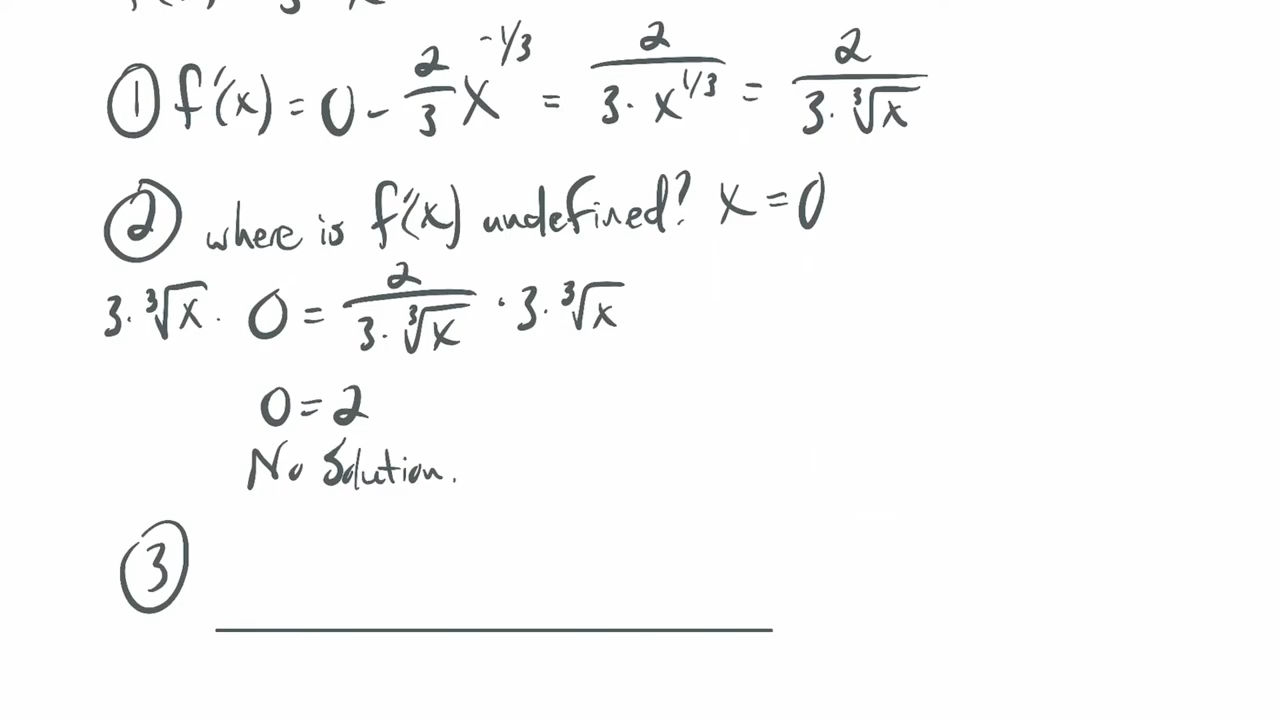 ① f'(x) = 0 - 2/3 x^-1/3 = 2/(3·x^1/3) = 2/(3·∛x)
② where is f'(x) undefined? x = 0
3·∛x · 0 = 2/(3·∛x) · 3·∛x
0 = 2
No Solution.
③